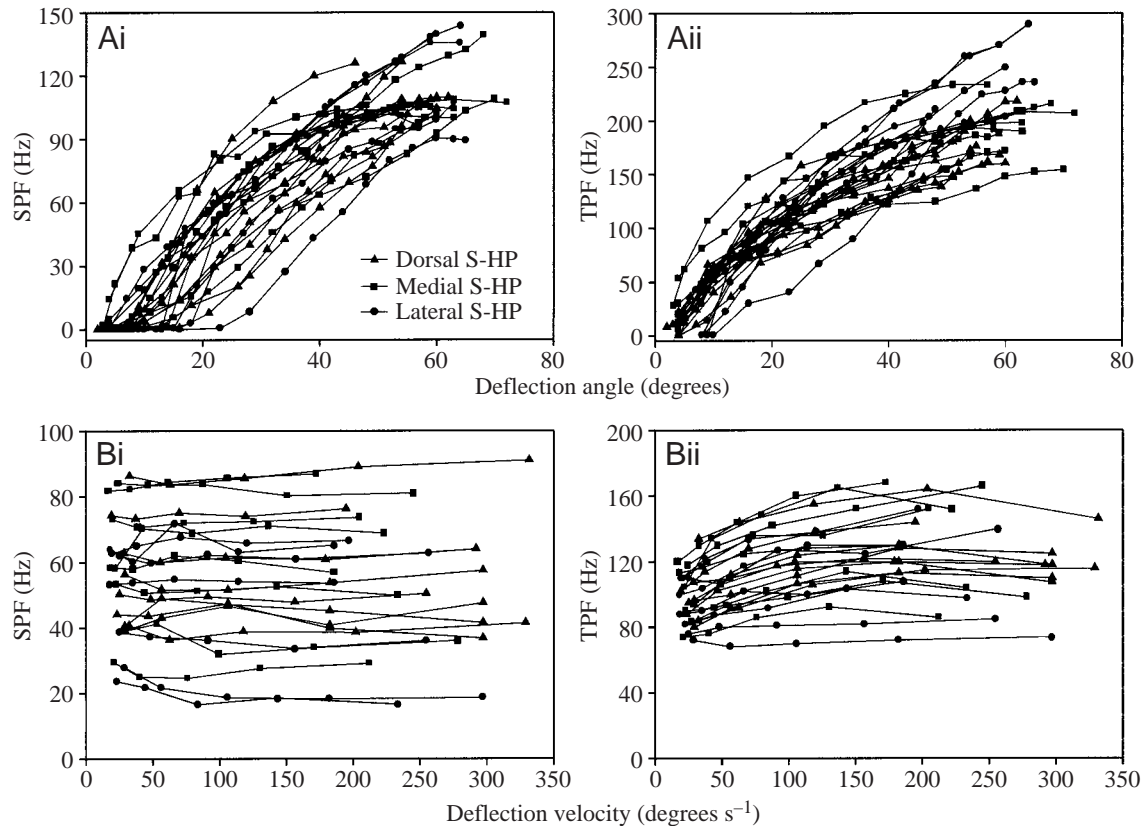 Ai
SPF (Hz)
150
120
90
60
30
0
0 20 40 60 80
Dorsal S-HP
Medial S-HP
Lateral S-HP
Aii
TPF (Hz)
300
250
200
150
100
50
0
0 20 40 60 80
Deflection angle (degrees)
Bi
SPF (Hz)
100
80
60
40
20
0
0 50 100 150 200 250 300 350
Bii
TPF (Hz)
200
160
120
80
40
0
0 50 100 150 200 250 300 350
Deflection velocity (degrees s⁻¹)